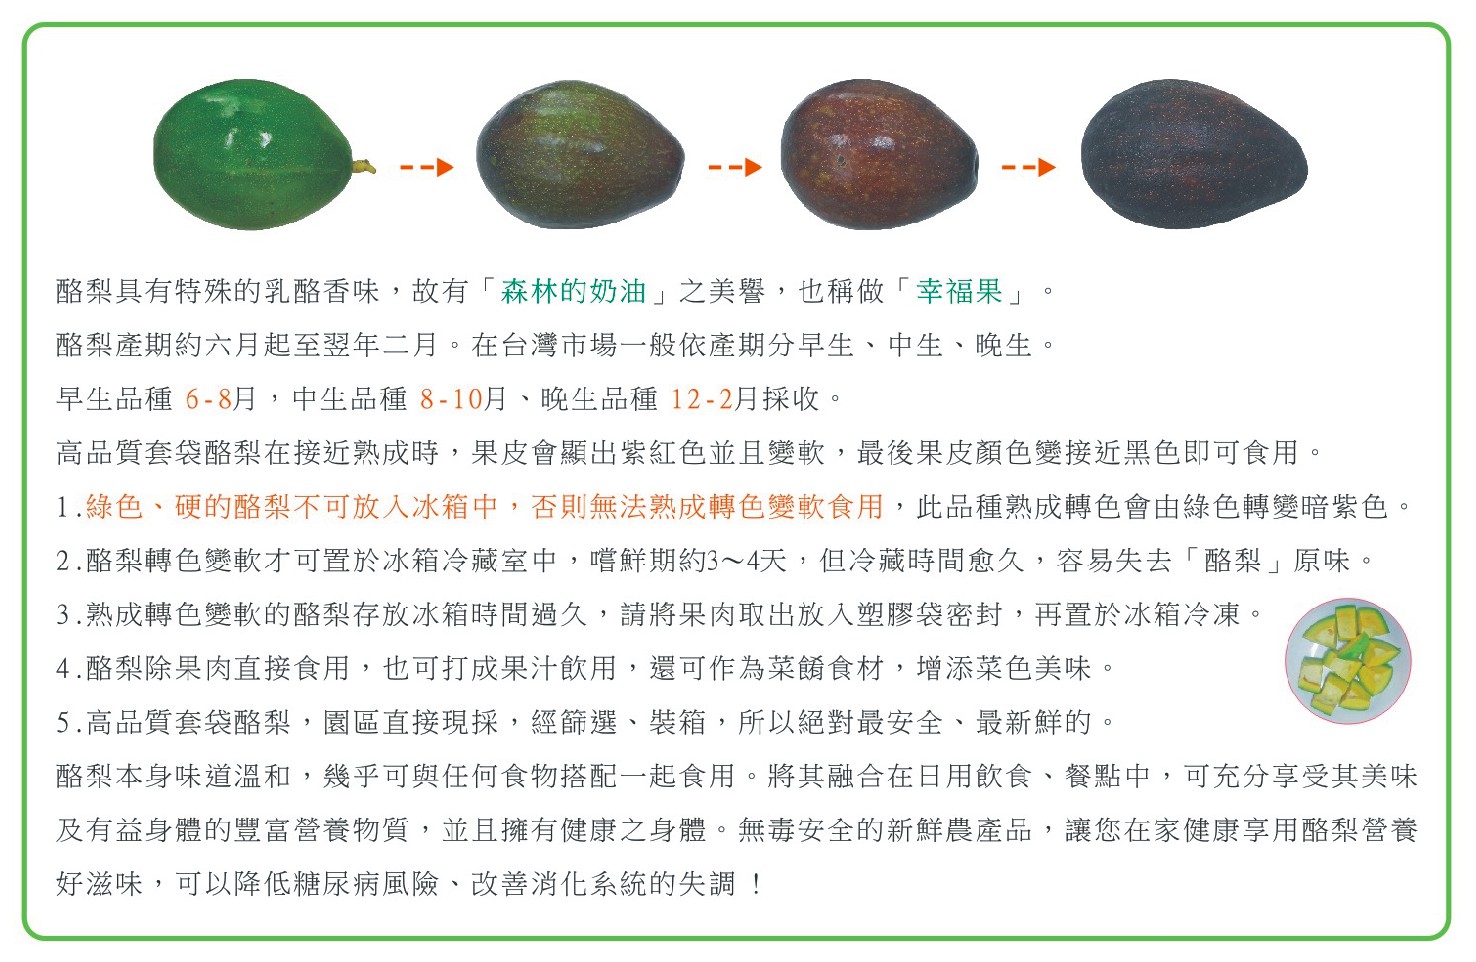 酪梨具有特殊的乳酪香味，故有「森林的奶油」之美譽，也稱做「幸福果」。
酪梨產期約六月起至翌年二月。在台灣市場一般依產期分早生、中生、晚生。
早生品種 6-8月，中生品種 8-10月、晚生品種 12-2月採收。
高品質套袋酪梨在接近熟成時，果皮會顯出紫紅色並且變軟，最後果皮顏色變接近黑色即可食用。
1.綠色、硬的酪梨不可放入冰箱中，否則無法熟成轉色變軟食用，此品種熟成轉色會由綠色轉變暗紫色。
2.酪梨轉色變軟才可置於冰箱冷藏室中，嚐鮮期約3～4天，但冷藏時間愈久，容易失去「酪梨」原味。
3.熟成轉色變軟的酪梨存放冰箱時間過久，請將果肉取出放入塑膠袋密封，再置於冰箱冷凍。
4.酪梨除果肉直接食用，也可打成果汁飲用，還可作為菜餚食材，增添菜色美味。
5.高品質套袋酪梨，園區直接現採，經篩選、裝箱，所以絕對最安全、最新鮮的。
酪梨本身味道溫和，幾乎可與任何食物搭配一起食用。將其融合在日用飲食、餐點中，可充分享受其美味
及有益身體的豐富營養物質，並且擁有健康之身體。無毒安全的新鮮農產品，讓您在家健康享用酪梨營養
好滋味，可以降低糖尿病風險、改善消化系統的失調！